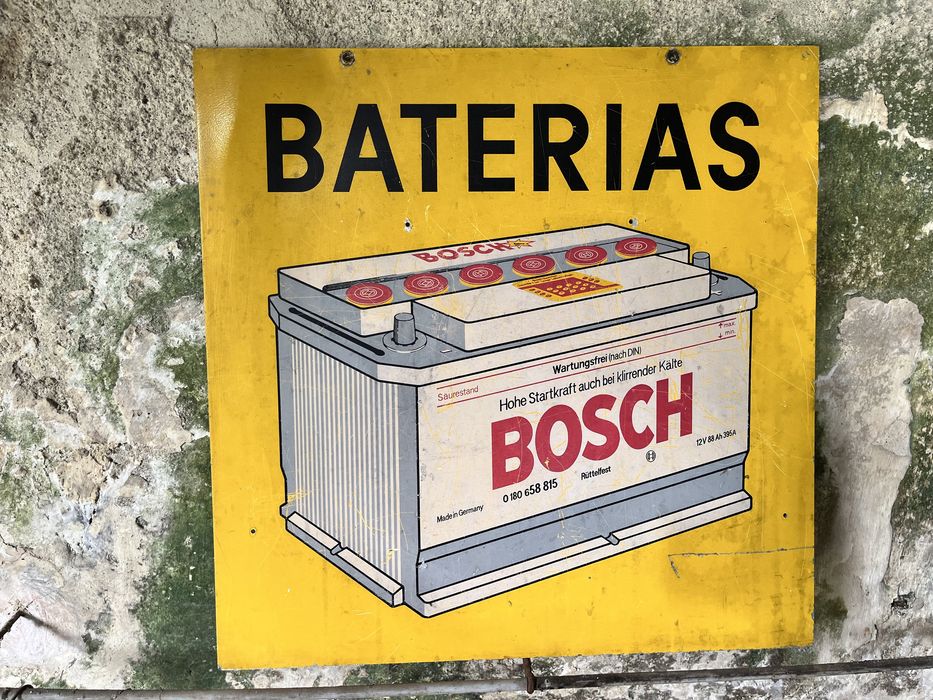 BATERIAS
BOSCH
↑ max.
↓ min.
Wartungsfrei (nach DIN)
Säurestand
Hohe Startkraft auch bei klirrender Kälte
BOSCH
12V 88 Ah 395A
Rüttelfest
0 180 658 815
Made in Germany